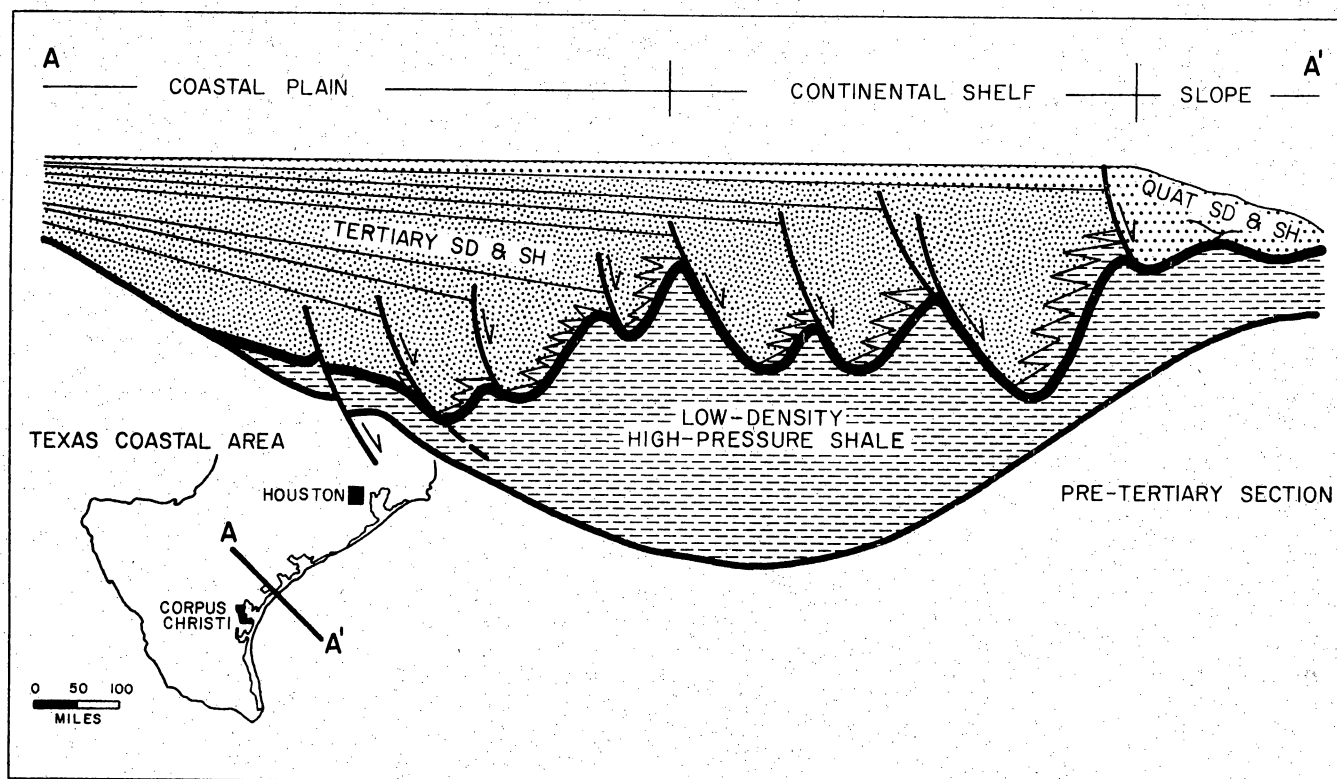 A
A'
COASTAL PLAIN
CONTINENTAL SHELF
SLOPE
QUAT SD & SH
TERTIARY SD & SH
LOW-DENSITY
HIGH-PRESSURE SHALE
PRE-TERTIARY SECTION
TEXAS COASTAL AREA
HOUSTON
A
CORPUS
CHRISTI
A'
0 50 100
MILES